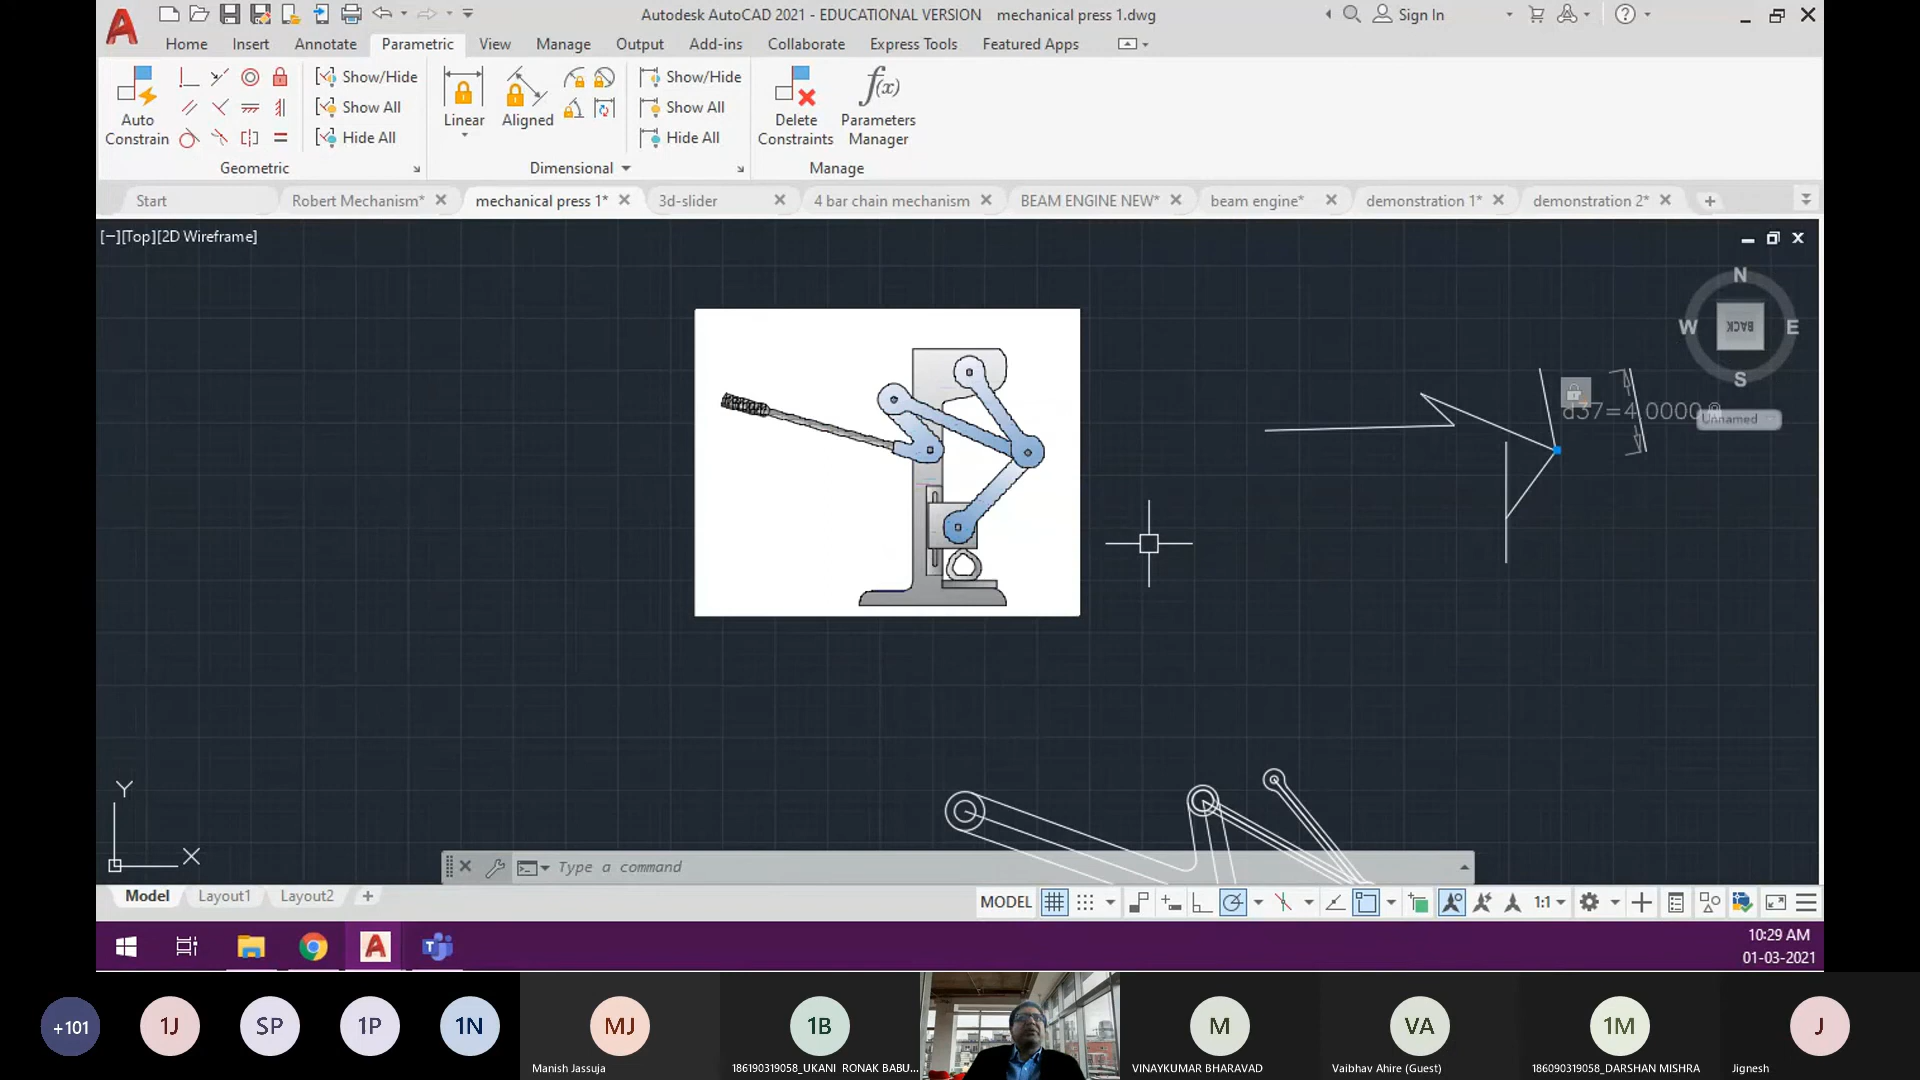 Autodesk AutoCAD 2021 - EDUCATIONAL VERSION mechanical press 1.dwg
Sign In
Home Insert Annotate Parametric View Manage Output Add-ins Collaborate Express Tools Featured Apps
Auto Constrain
Show/Hide
Show All
Hide All
Geometric
Linear
Aligned
Show/Hide
Show All
Hide All
Dimensional
Delete Constraints
f(x)
Parameters Manager
Manage
Start
Robert Mechanism*
mechanical press 1*
3d-slider
4 bar chain mechanism
BEAM ENGINE NEW*
beam engine*
demonstration 1*
demonstration 2*
[−][Top][2D Wireframe]
N
W
BACK
E
S
d37=4.0000
Unnamed
Y
X
Type a command
Model
Layout1
Layout2
MODEL
1:1
10:29 AM
01-03-2021
+101
1J
SP
1P
1N
MJ
Manish Jassuja
1B
186190319058_UKANI RONAK BABU...
M
VINAYKUMAR BHARAVAD
VA
Vaibhav Ahire (Guest)
1M
186090319058_DARSHAN MISHRA
J
Jignesh